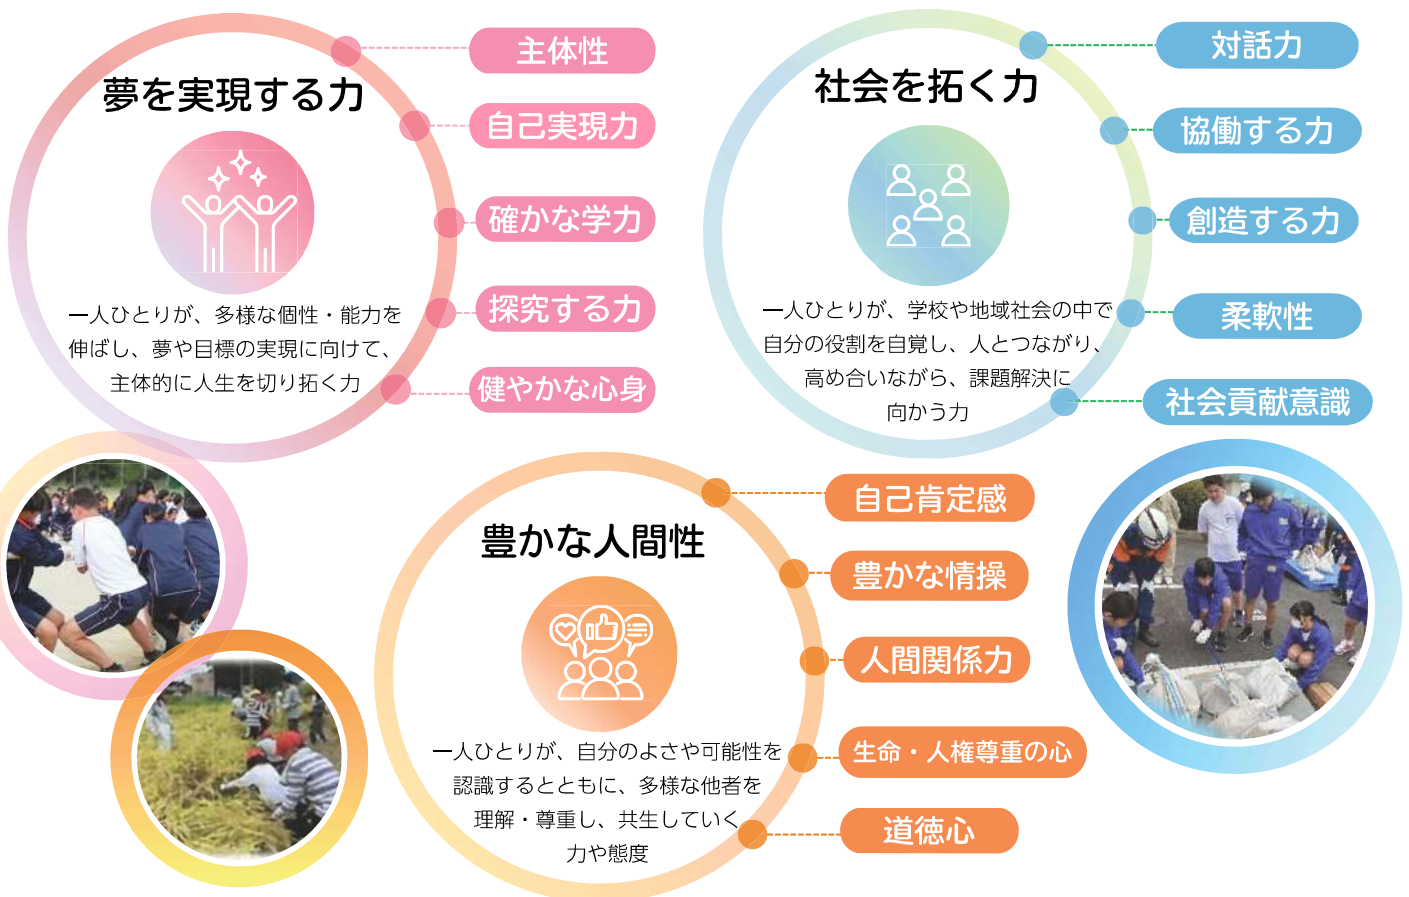 夢を実現する力
一人ひとりが、多様な個性・能力を
伸ばし、夢や目標の実現に向けて、
主体的に人生を切り拓く力
主体性
自己実現力
確かな学力
探究する力
健やかな心身
社会を拓く力
一人ひとりが、学校や地域社会の中で
自分の役割を自覚し、人とつながり、
高め合いながら、課題解決に
向かう力
対話力
協働する力
創造する力
柔軟性
社会貢献意識
豊かな人間性
一人ひとりが、自分のよさや可能性を
認識するとともに、多様な他者を
理解・尊重し、共生していく
力や態度
自己肯定感
豊かな情操
人間関係力
生命・人権尊重の心
道徳心